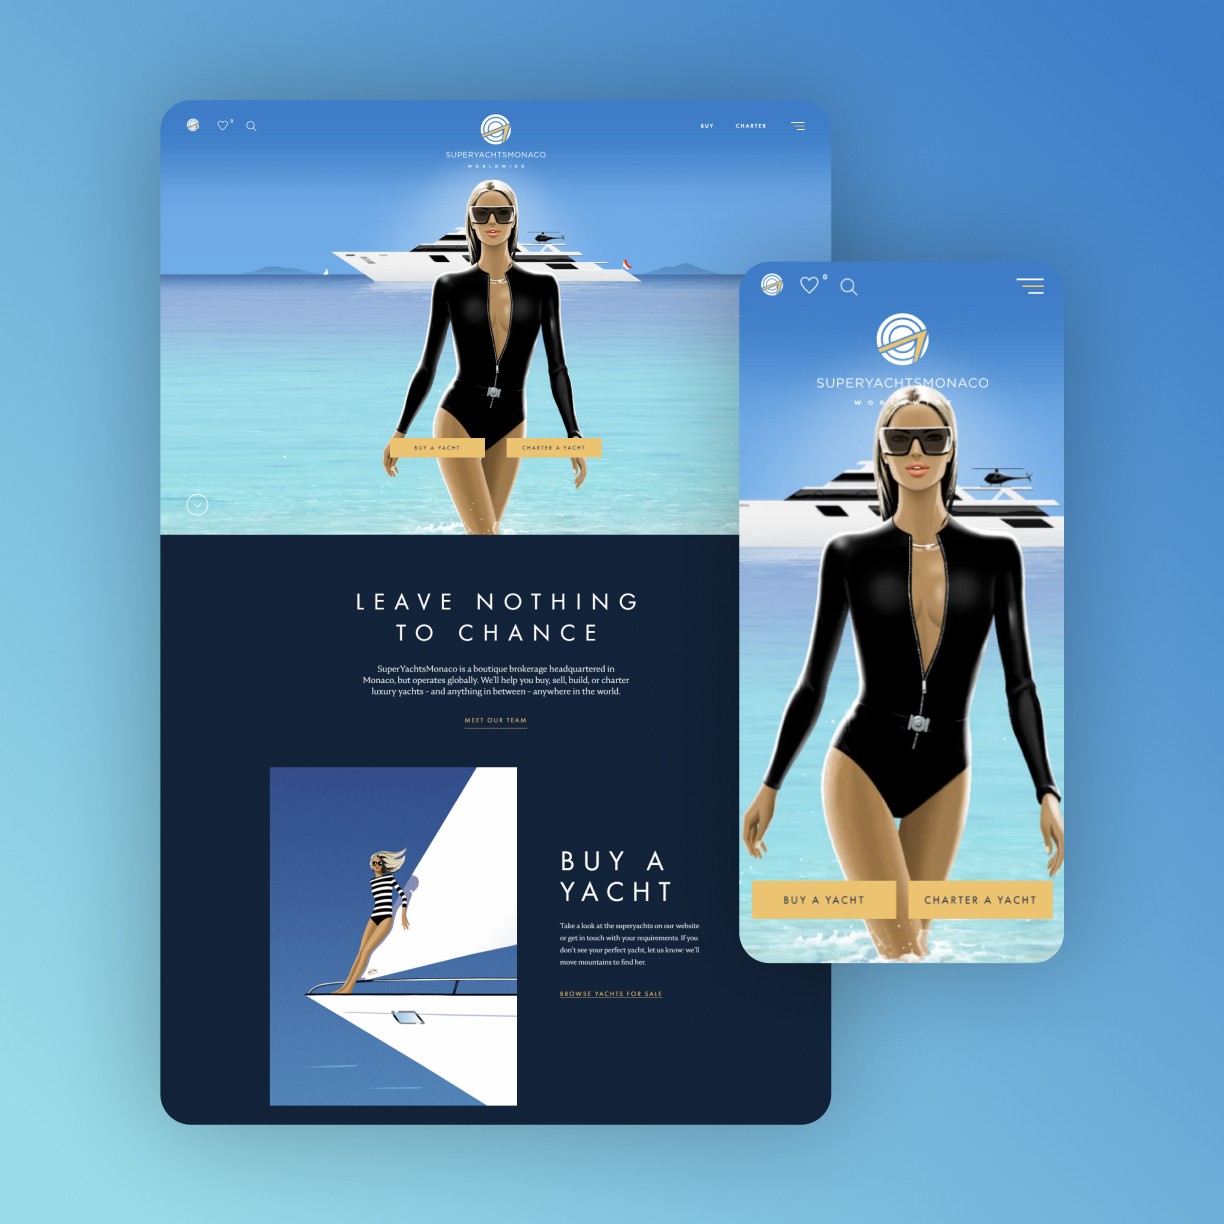 0
BUY
CHARTER
SUPERYACHTSMONACO
WORLDWIDE
BUY A YACHT
CHARTER A YACHT
LEAVE NOTHING
TO CHANCE
SuperYachtsMonaco is a boutique brokerage headquartered in
Monaco, but operates globally. We'll help you buy, sell, build, or charter
luxury yachts – and anything in between – anywhere in the world.
MEET OUR TEAM
BUY A
YACHT
Take a look at the superyachts on our website
or get in touch with your requirements. If you
don't see your perfect yacht, let us know: we'll
move mountains to find her.
BROWSE YACHTS FOR SALE
0
SUPERYACHTSMONACO
BUY A YACHT
CHARTER A YACHT